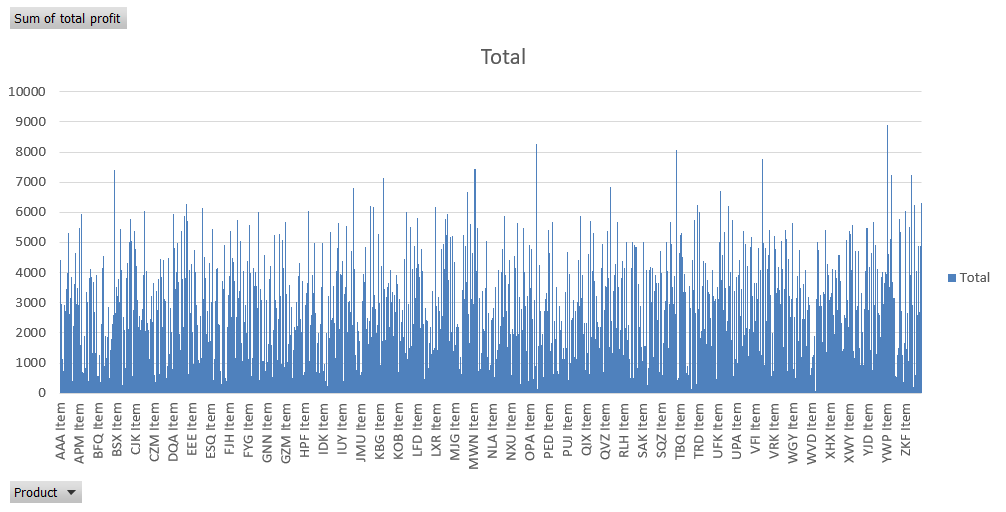 Sum of total profit
Total
10000
9000
8000
7000
6000
5000
4000
3000
2000
1000
0
Total
AAA Item
APM Item
BFQ Item
BSX Item
CJK Item
CZM Item
DQA Item
EEE Item
ESQ Item
FJH Item
FYG Item
GNN Item
GZM Item
HPF Item
IDK Item
IUY Item
JMU Item
KBG Item
KOB Item
LFD Item
LXR Item
MJG Item
MWN Item
NLA Item
NXU Item
OPA Item
PED Item
PUJ Item
QIX Item
QVZ Item
RLH Item
SAK Item
SQZ Item
TBQ Item
TRD Item
UFK Item
UPA Item
VFI Item
VRK Item
WGY Item
WVD Item
XHX Item
XWY Item
YJD Item
YWP Item
ZKF Item
Product